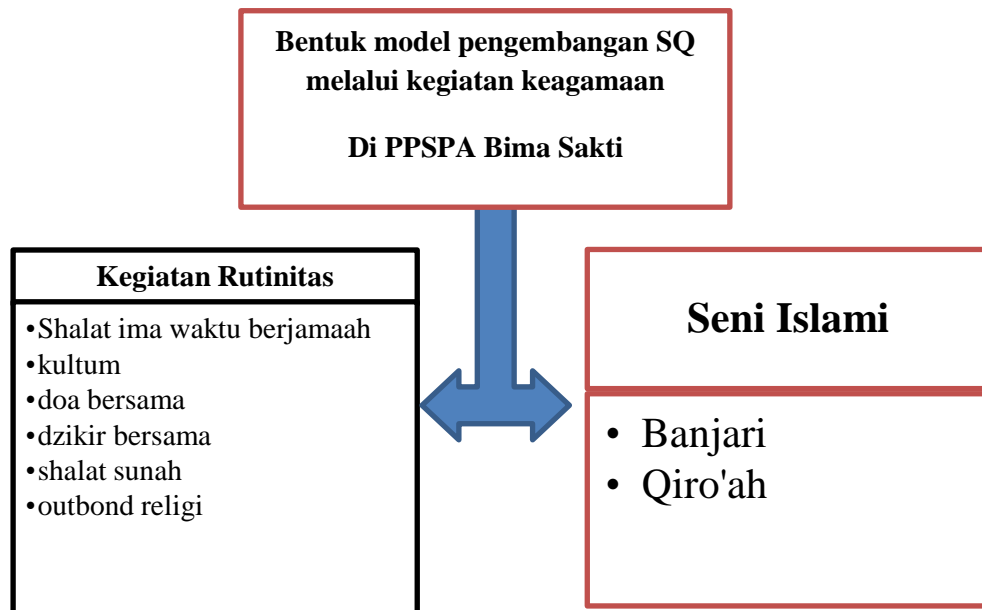 Bentuk model pengembangan SQ
melalui kegiatan keagamaan
Di PPSPA Bima Sakti
Kegiatan Rutinitas
•Shalat ima waktu berjamaah
•kultum
•doa bersama
•dzikir bersama
•shalat sunah
•outbond religi
Seni Islami
• Banjari
• Qiro'ah